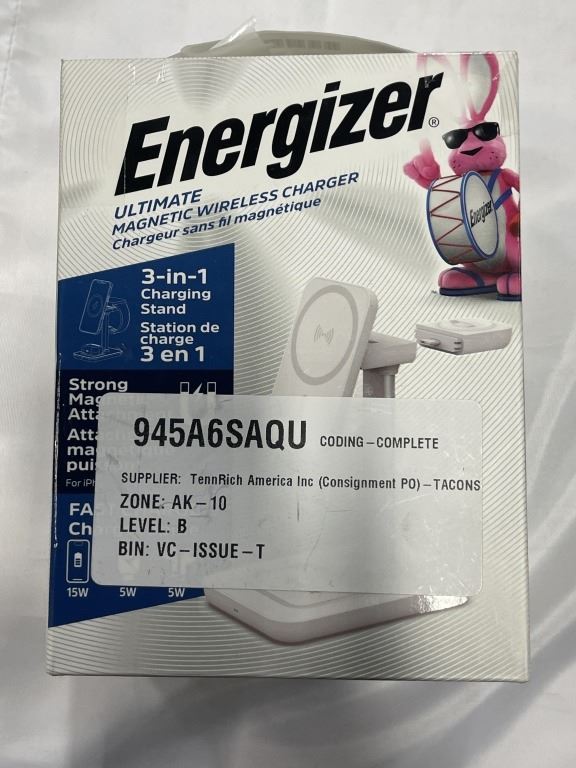 Energizer®
ULTIMATE
MAGNETIC WIRELESS CHARGER
Chargeur sans fil magnétique
Energizer
3-in-1
Charging
Stand
Station de
charge
3 en 1
Strong
945A6SAQU CODING-COMPLETE
SUPPLIER: TennRich America Inc (Consignment PO) - TACONS
ZONE: AK-10
LEVEL: B
BIN: VC-ISSUE-T
15W 5W 5W